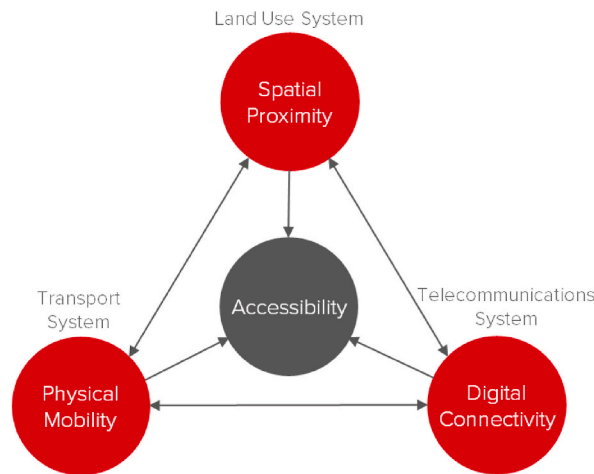 Land Use System
Spatial
Proximity
Accessibility
Transport
System
Telecommunications
System
Physical
Mobility
Digital
Connectivity